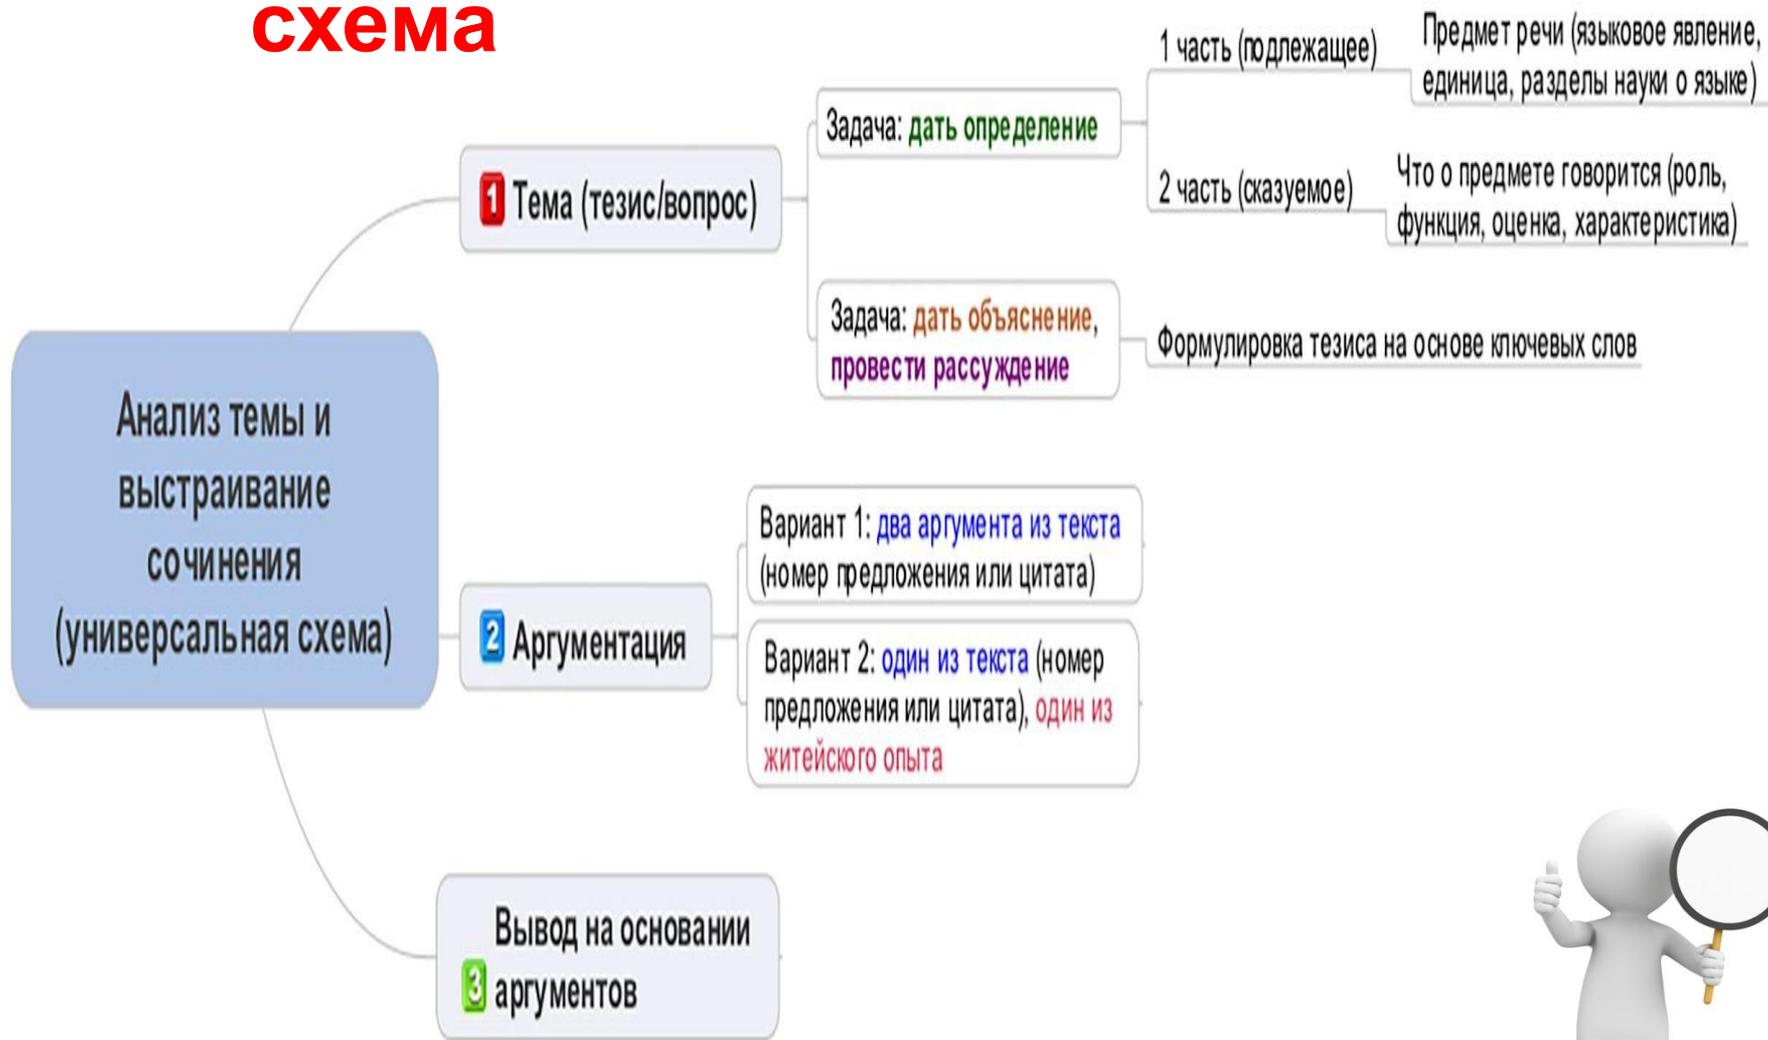 схема
Анализ темы и
выстраивание
сочинения
(универсальная схема)
1 Тема (тезис/вопрос)
Задача: дать определение
1 часть (подлежащее)
Предмет речи (языковое явление,
единица, разделы науки о языке)
2 часть (сказуемое)
Что о предмете говорится (роль,
функция, оценка, характеристика)
Задача: дать объяснение,
провести рассуждение
Формулировка тезиса на основе ключевых слов
2 Аргументация
Вариант 1: два аргумента из текста
(номер предложения или цитата)
Вариант 2: один из текста (номер
предложения или цитата), один из
житейского опыта
Вывод на основании
3 аргументов